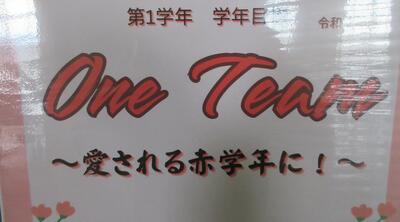 第1学年 学年目 令和
One Team
～愛される赤学年に！～